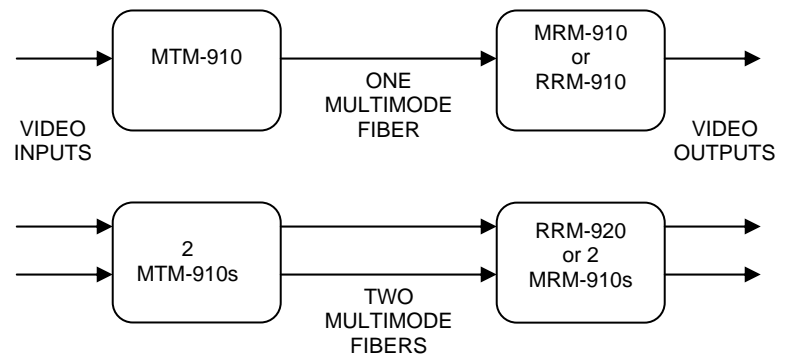 MTM-910
MRM-910
or
RRM-910
ONE
MULTIMODE
FIBER
VIDEO
INPUTS
VIDEO
OUTPUTS
2
MTM-910s
RRM-920
or 2
MRM-910s
TWO
MULTIMODE
FIBERS